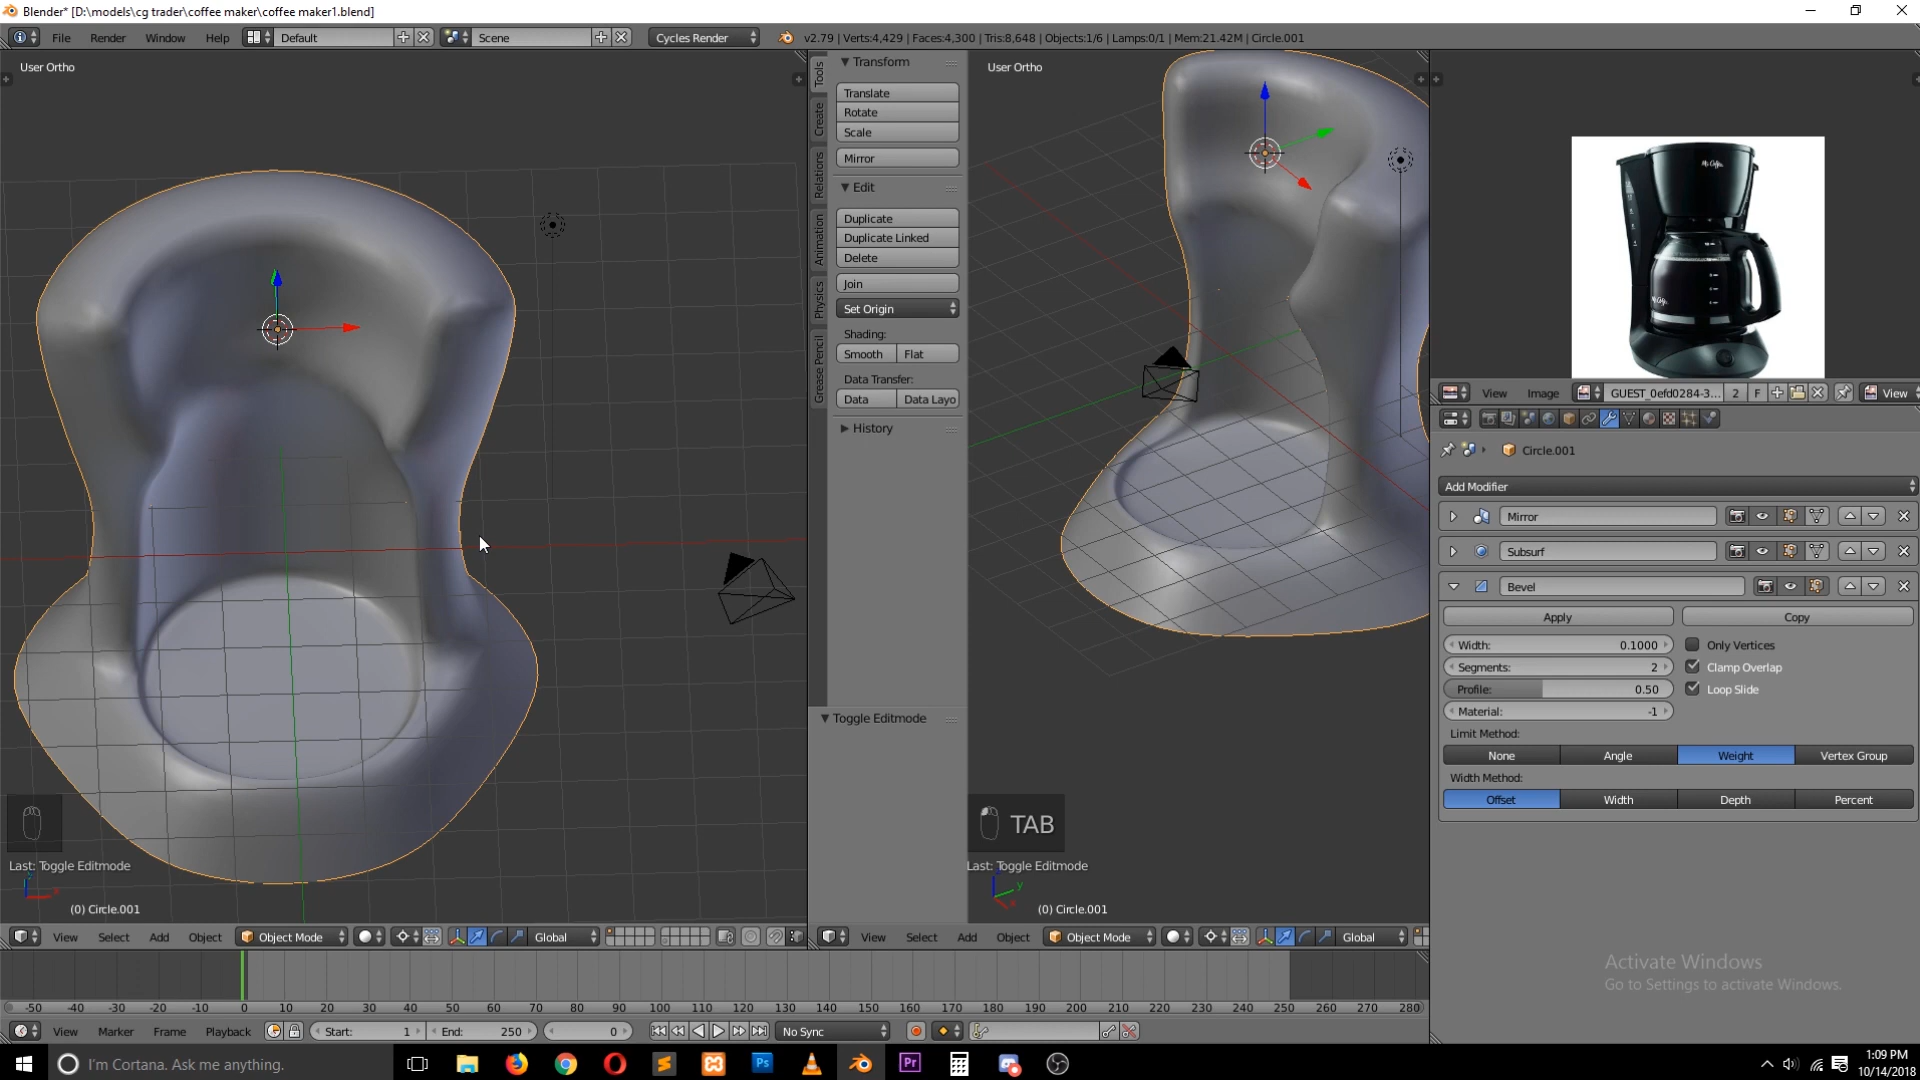 Blender* [D:\models\cg trader\coffee maker\coffee maker1.blend]
File Render Window Help Default Scene Cycles Render v2.79 | Verts:4,429 | Faces:4,300 | Tris:8,648 | Objects:1/6 | Lamps:0/1 | Mem:21.42M | Circle.001
User Ortho
Tools
Create
Relations
Animation
Physics
Grease Pencil
Transform
Translate
Rotate
Scale
Mirror
Edit
Duplicate
Duplicate Linked
Delete
Join
Set Origin
Shading:
Smooth Flat
Data Transfer:
Data Data Layo
History
Toggle Editmode
User Ortho
TAB
Last: Toggle Editmode
(0) Circle.001
Last: Toggle Editmode
(0) Circle.001
View Select Add Object Object Mode Global
View Select Add Object Object Mode Global
View Image GUEST_0efd0284-3... 2 F View
Circle.001
Add Modifier
Mirror
Subsurf
Bevel
Apply Copy
Width: 0.1000 Only Vertices
Segments: 2 Clamp Overlap
Profile: 0.50 Loop Slide
Material: -1
Limit Method:
None Angle Weight Vertex Group
Width Method:
Offset Width Depth Percent
Activate Windows
Go to Settings to activate Windows.
-50 -40 -30 -20 -10 0 10 20 30 40 50 60 70 80 90 100 110 120 130 140 150 160 170 180 190 200 210 220 230 240 250 260 270 280
View Marker Frame Playback Start: 1 End: 250 0 No Sync
I'm Cortana. Ask me anything.
Ps
Pr
1:09 PM
10/14/2018